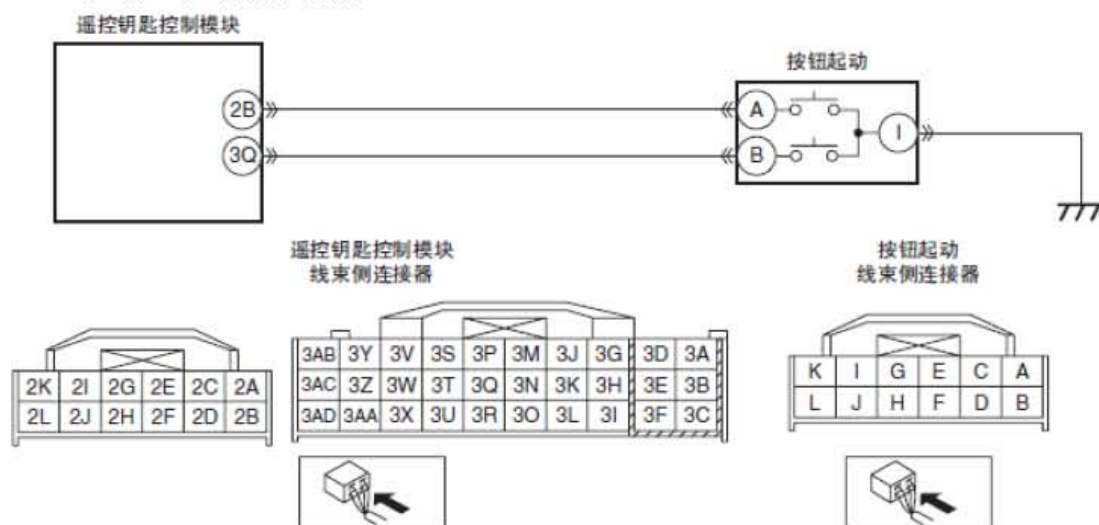 遥控钥匙控制模块
按钮起动
2B
A
I
3Q
B
遥控钥匙控制模块
线束侧连接器
按钮起动
线束侧连接器
2K 2I 2G 2E 2C 2A
2L 2J 2H 2F 2D 2B
3AB 3Y 3V 3S 3P 3M 3J 3G 3D 3A
3AC 3Z 3W 3T 3Q 3N 3K 3H 3E 3B
3AD 3AA 3X 3U 3R 3O 3L 3I 3F 3C
K I G E C A
L J H F D B